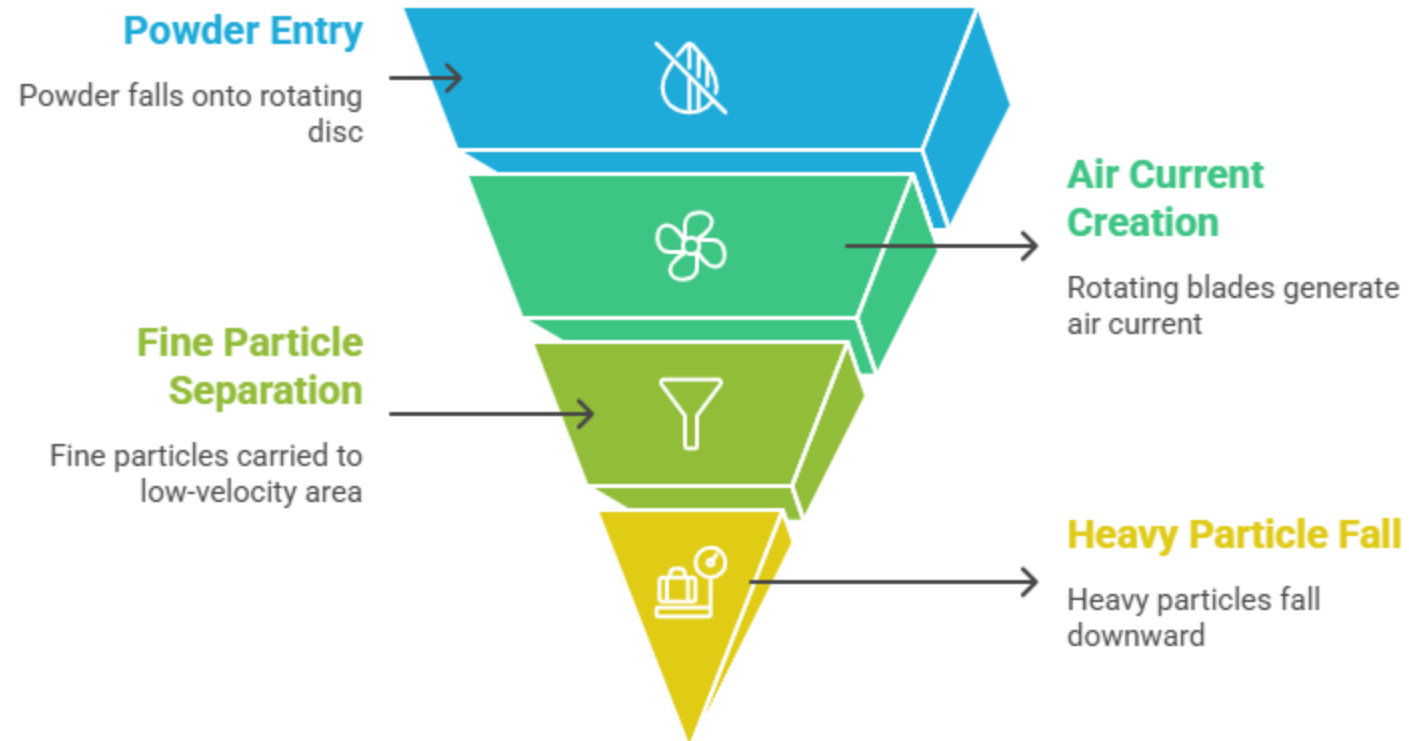 Powder Entry
Powder falls onto rotating
disc
Air Current
Creation
Rotating blades generate
air current
Fine Particle
Separation
Fine particles carried to
low-velocity area
Heavy Particle Fall
Heavy particles fall
downward